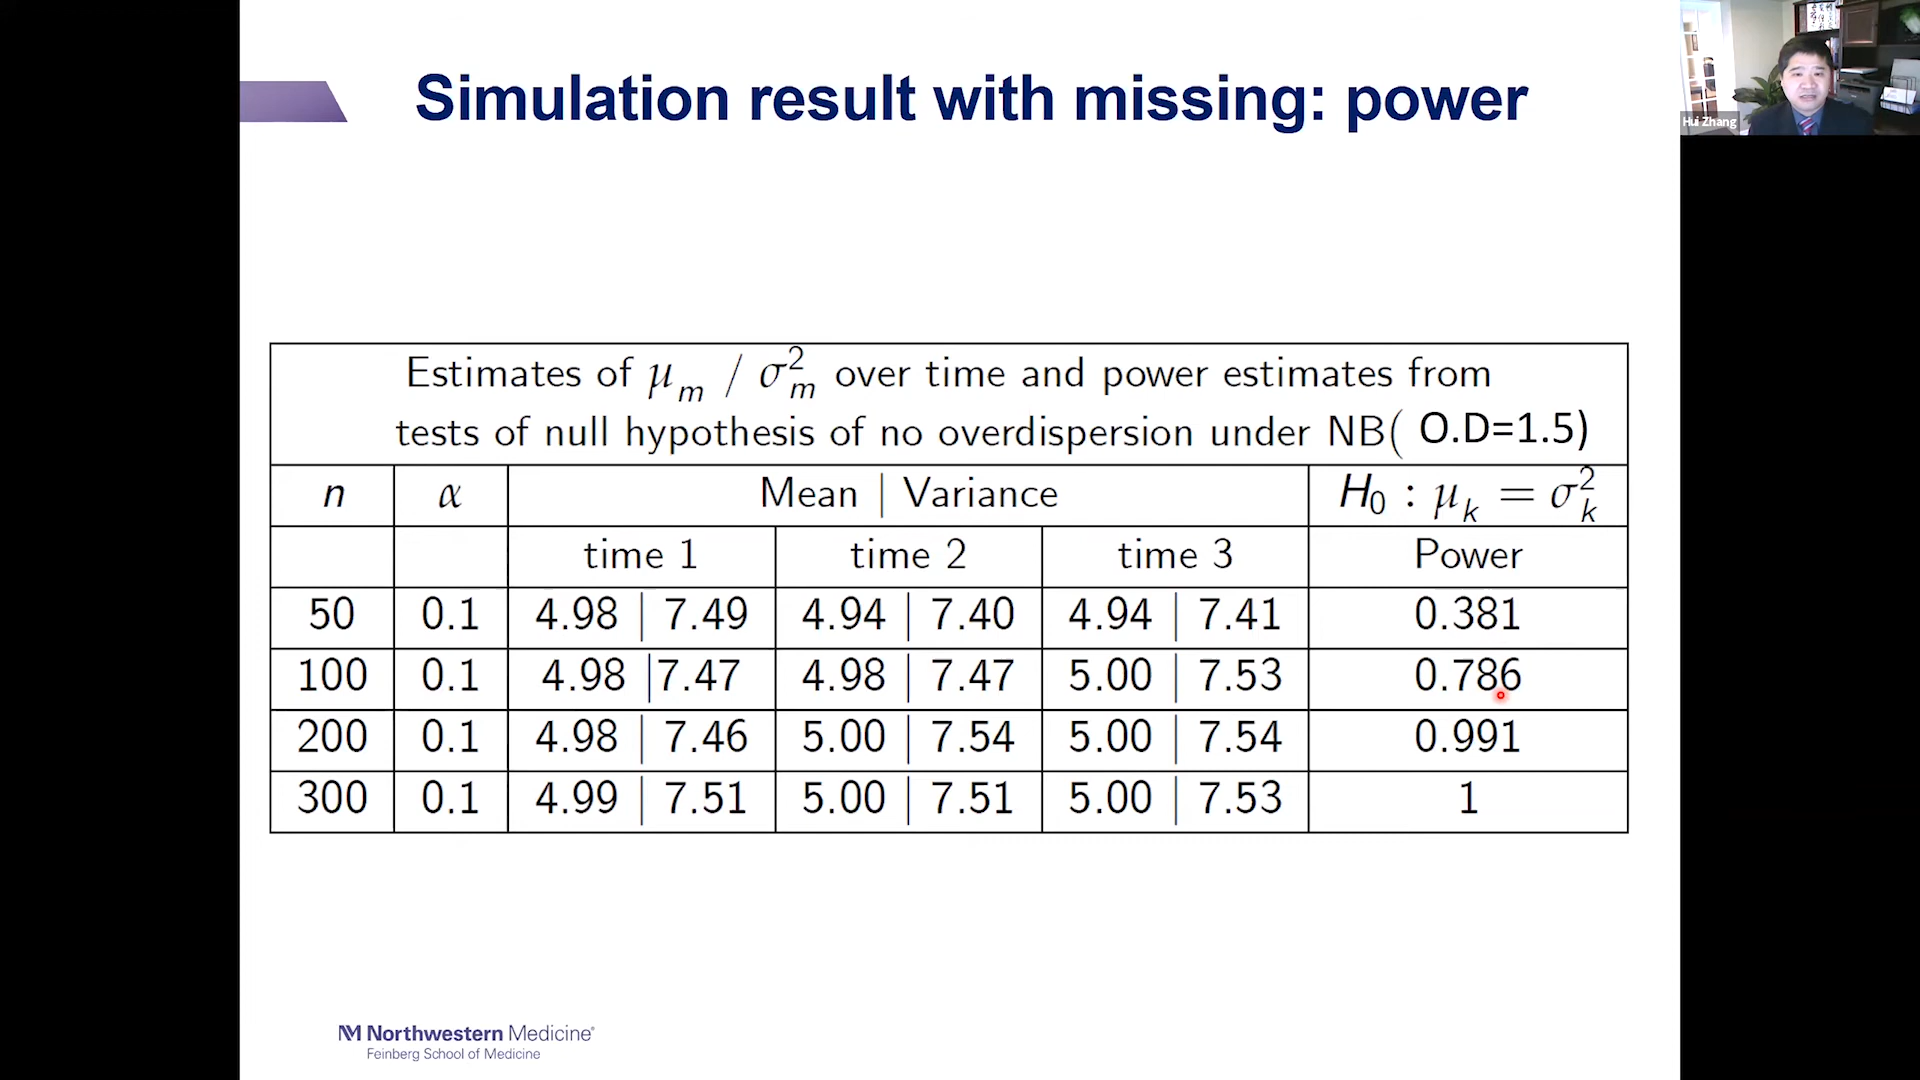 Simulation result with missing: power
Hui Zhang
Estimates of μ_m / σ²_m over time and power estimates from
tests of null hypothesis of no overdispersion under NB( O.D=1.5)
n α Mean | Variance H₀ : μ_k = σ²_k
time 1 time 2 time 3 Power
50 0.1 4.98 | 7.49 4.94 | 7.40 4.94 | 7.41 0.381
100 0.1 4.98 |7.47 4.98 | 7.47 5.00 | 7.53 0.786
200 0.1 4.98 | 7.46 5.00 | 7.54 5.00 | 7.54 0.991
300 0.1 4.99 | 7.51 5.00 | 7.51 5.00 | 7.53 1
NM Northwestern Medicine®
Feinberg School of Medicine